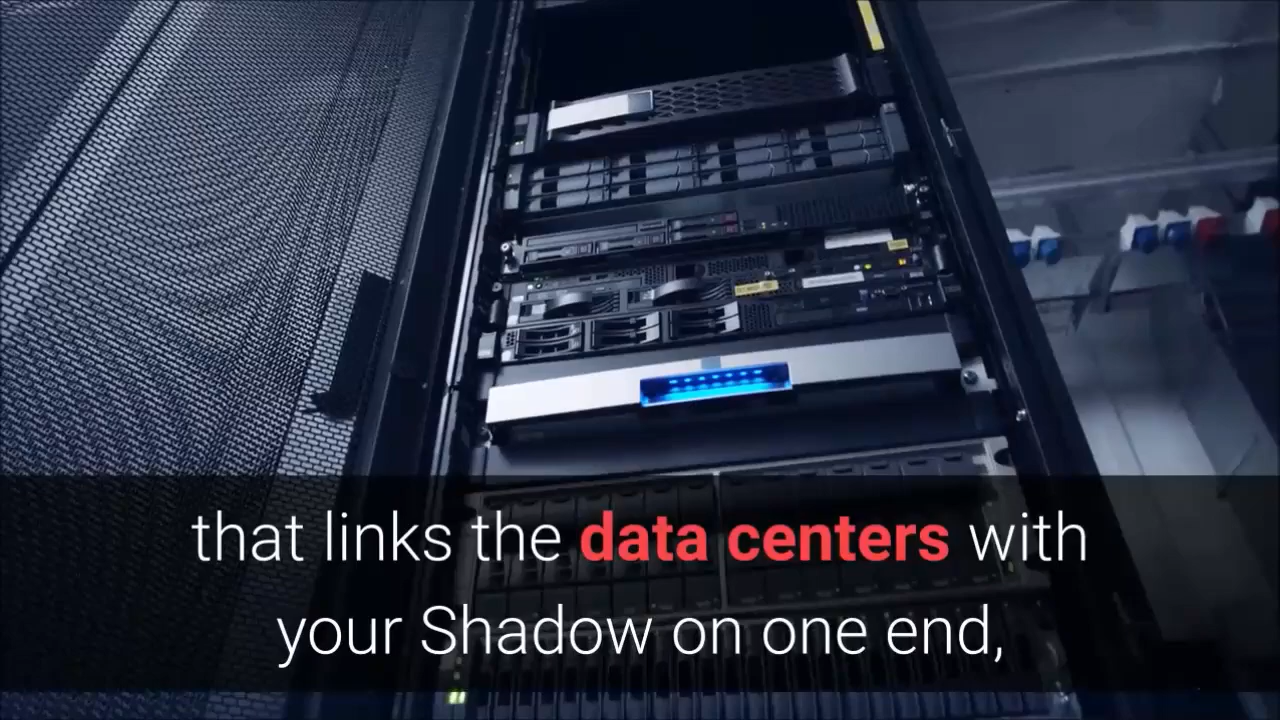 that links the data centers with
your Shadow on one end,